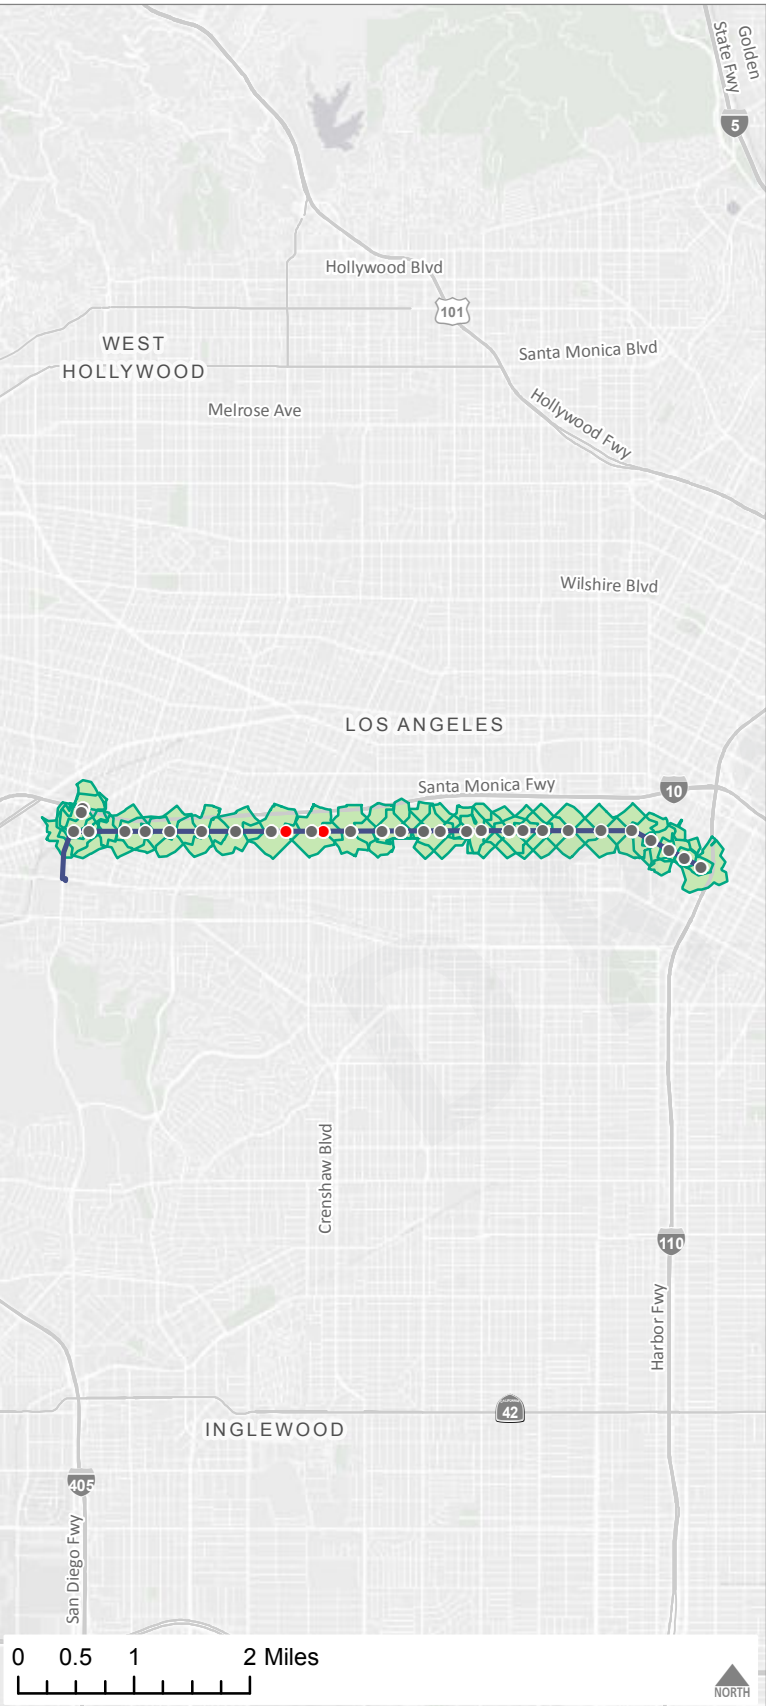 Golden
State Fwy
5
Hollywood Blvd
101
WEST
HOLLYWOOD
Santa Monica Blvd
Melrose Ave
Hollywood Fwy
Wilshire Blvd
LOS ANGELES
Santa Monica Fwy
10
Crenshaw Blvd
110
Harbor Fwy
42
INGLEWOOD
405
San Diego Fwy
0 0.5 1 2 Miles
NORTH